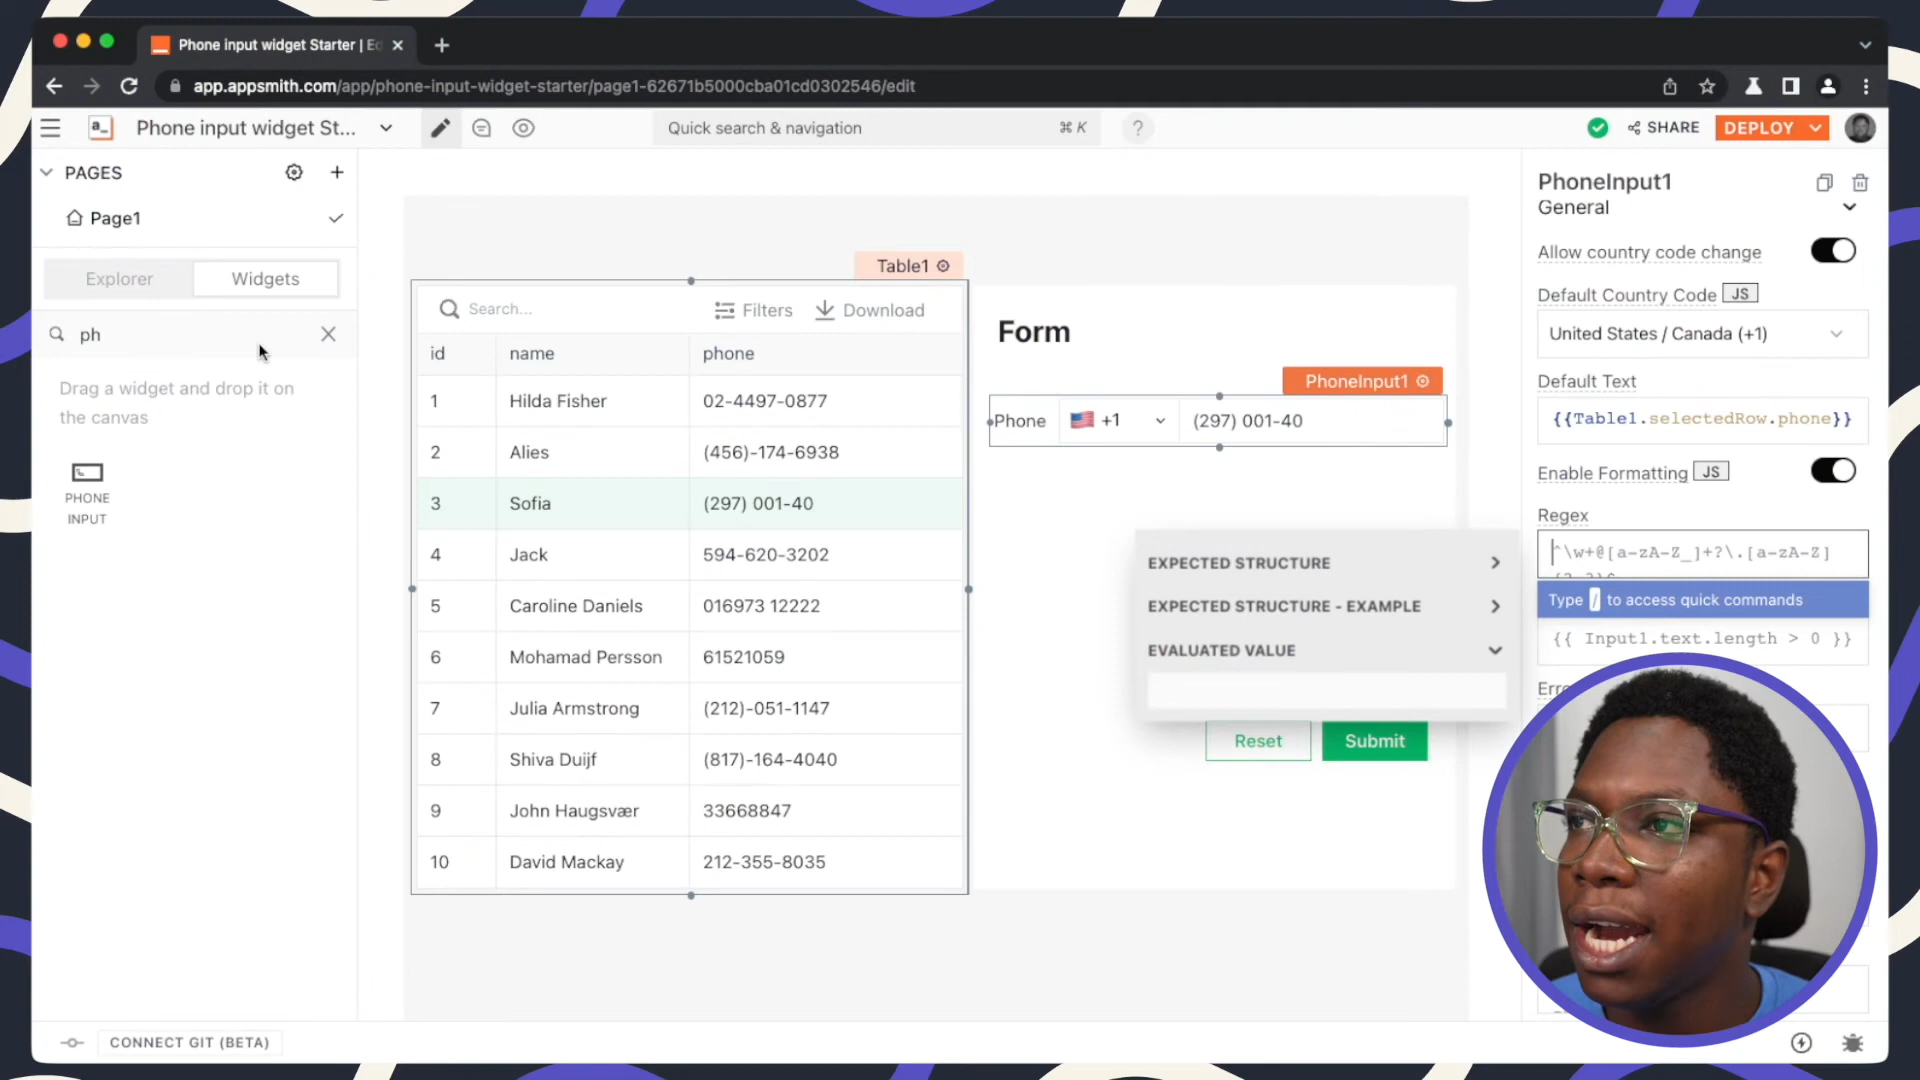 Phone input widget Starter | Ed
app.appsmith.com/app/phone-input-widget-starter/page1-62671b5000cba01cd0302546/edit
a_
Phone input widget St...
Quick search & navigation
⌘ K
?
SHARE
DEPLOY
PAGES
Page1
Explorer
Widgets
ph
Drag a widget and drop it on
the canvas
PHONE
INPUT
CONNECT GIT (BETA)
Table1
Search...
Filters
Download
id name phone
1 Hilda Fisher 02-4497-0877
2 Alies (456)-174-6938
3 Sofia (297) 001-40
4 Jack 594-620-3202
5 Caroline Daniels 016973 12222
6 Mohamad Persson 61521059
7 Julia Armstrong (212)-051-1147
8 Shiva Duijf (817)-164-4040
9 John Haugsvær 33668847
10 David Mackay 212-355-8035
Form
PhoneInput1
Phone +1 (297) 001-40
EXPECTED STRUCTURE
EXPECTED STRUCTURE - EXAMPLE
EVALUATED VALUE
Reset
Submit
PhoneInput1
General
Allow country code change
Default Country Code JS
United States / Canada (+1)
Default Text
{{Table1.selectedRow.phone}}
Enable Formatting JS
Regex
^\w+@[a-zA-Z_]+?\.[a-zA-Z]
Type / to access quick commands
{{ Input1.text.length > 0 }}